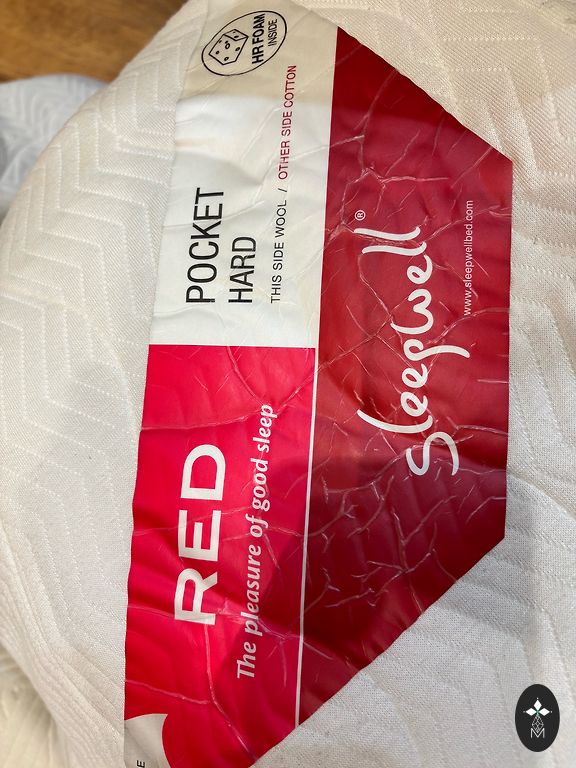 HR FOAM
INSIDE
POCKET
HARD
THIS SIDE WOOL / OTHER SIDE COTTON
RED
The pleasure of good sleep
sleepwell®
www.sleepwellbed.com
E
M